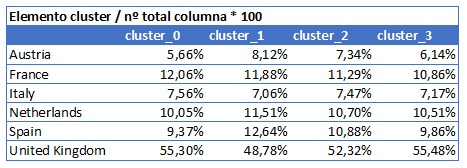 Elemento cluster / nº total columna * 100
cluster_0 cluster_1 cluster_2 cluster_3
Austria 5,66% 8,12% 7,34% 6,14%
France 12,06% 11,88% 11,29% 10,86%
Italy 7,56% 7,06% 7,47% 7,17%
Netherlands 10,05% 11,51% 10,70% 10,51%
Spain 9,37% 12,64% 10,88% 9,86%
United Kingdom 55,30% 48,78% 52,32% 55,48%